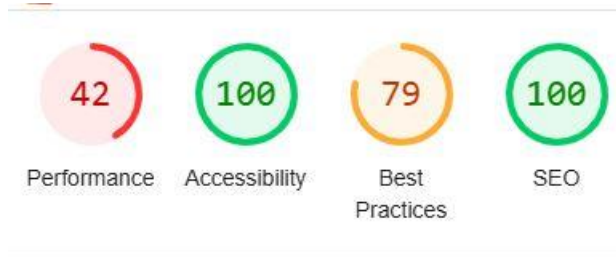 42
100
79
100
Performance
Accessibility
Best
Practices
SEO